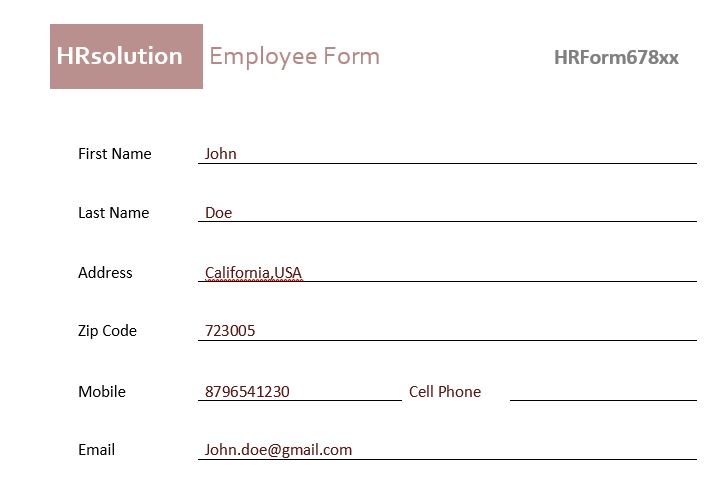 HRsolution Employee Form HRForm678xx
First Name John
Last Name Doe
Address California,USA
Zip Code 723005
Mobile 8796541230 Cell Phone
Email John.doe@gmail.com